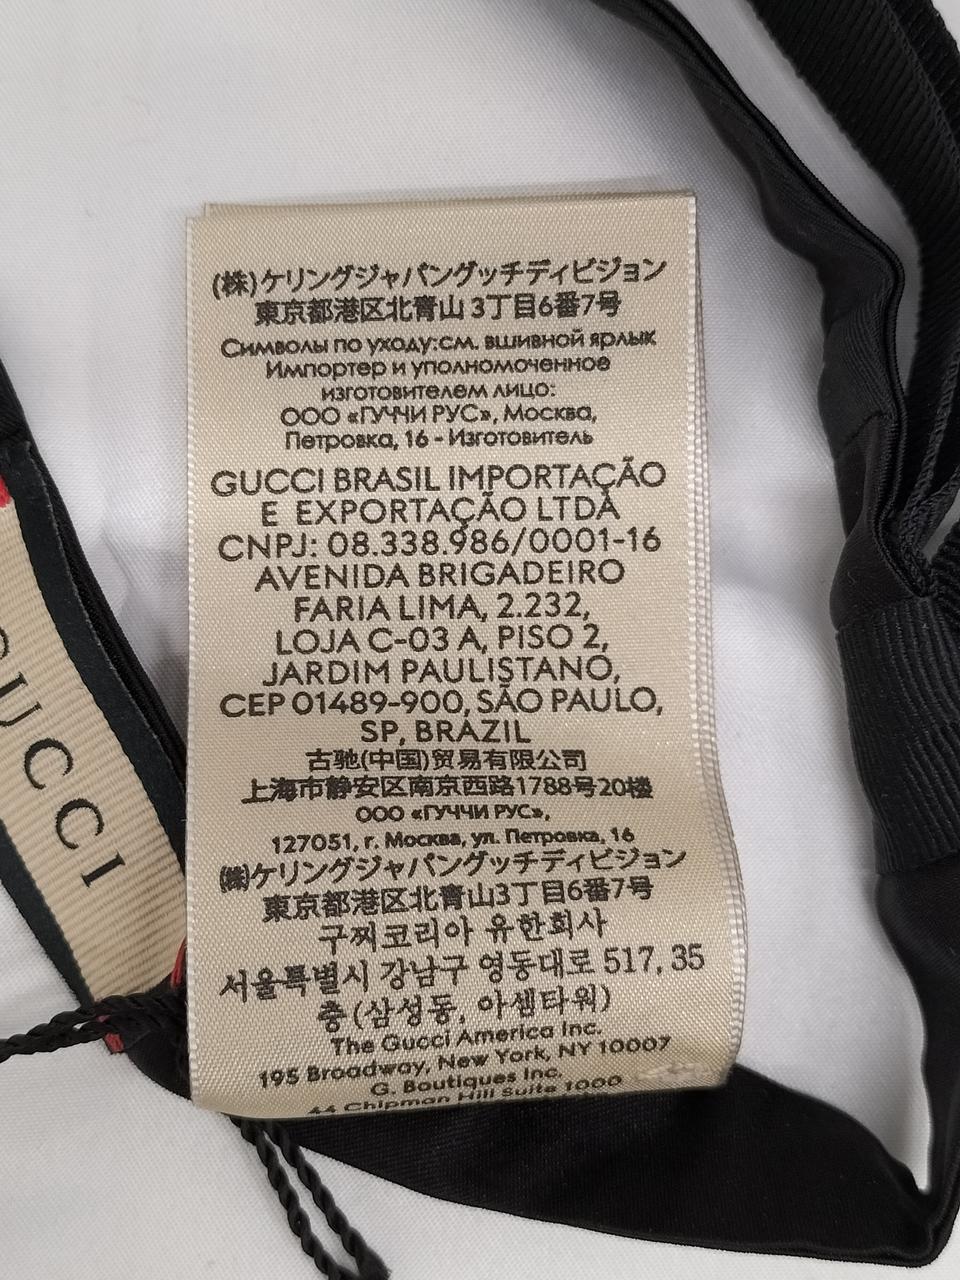 (株)ケリングジャパングッチディビジョン
東京都港区北青山 3丁目6番7号
Символы по уходу:см. вшивной ярлык
Импортер и уполномоченное
изготовителем лицо:
ООО «ГУЧЧИ РУС», Москва,
Петровка, 16 - Изготовитель
GUCCI BRASIL IMPORTAÇÃO
E EXPORTAÇÃO LTDA
CNPJ: 08.338.986/0001-16
AVENIDA BRIGADEIRO
FARIA LIMA, 2.232,
LOJA C-03 A, PISO 2,
JARDIM PAULISTANO,
CEP 01489-900, SÃO PAULO,
SP, BRAZIL
古驰(中国)贸易有限公司
上海市静安区南京西路1788号20楼
ООО «ГУЧЧИ РУС»,
127051, г. Москва, ул. Петровка, 16
㈱ケリングジャパングッチディビジョン
東京都港区北青山3丁目6番7号
구찌코리아 유한회사
서울특별시 강남구 영동대로 517, 35
층(삼성동, 아셈타워)
The Gucci America Inc.
195 Broadway, New York, NY 10007
G. Boutiques Inc.
44 Chipman Hill Suite 1000
GUCCI